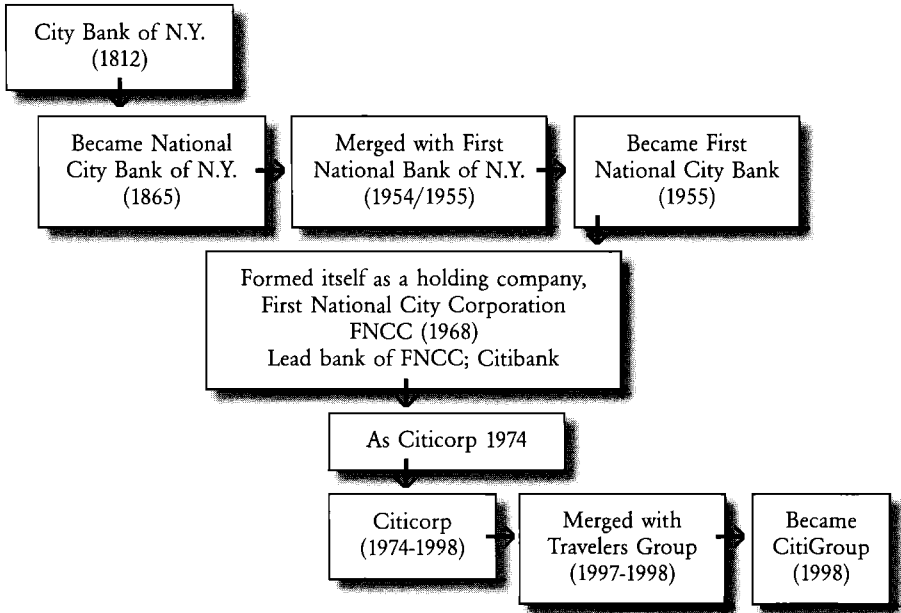 City Bank of N.Y.
(1812)
Became National
City Bank of N.Y.
(1865)
Merged with First
National Bank of N.Y.
(1954/1955)
Became First
National City Bank
(1955)
Formed itself as a holding company,
First National City Corporation
FNCC (1968)
Lead bank of FNCC; Citibank
As Citicorp 1974
Citicorp
(1974-1998)
Merged with
Travelers Group
(1997-1998)
Became
CitiGroup
(1998)